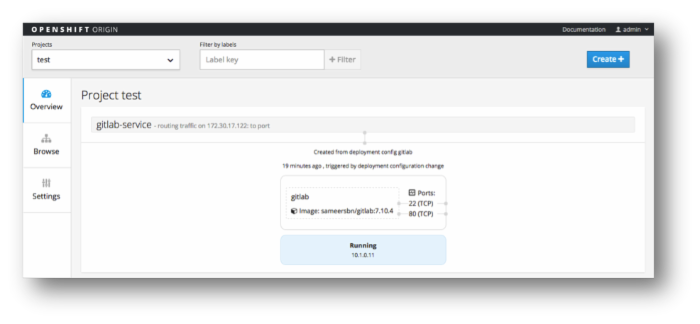 OPENSHIFT ORIGIN
Documentation admin
Projects
Filter by labels
test
Label key
+ Filter
Create +
Overview
Browse
Settings
Project test
gitlab-service - routing traffic on 172.30.17.122: to port
Created from deployment config gitlab
19 minutes ago , triggered by deployment configuration change
gitlab
Image: sameersbn/gitlab:7.10.4
Ports:
22 (TCP)
80 (TCP)
Running
10.1.0.11